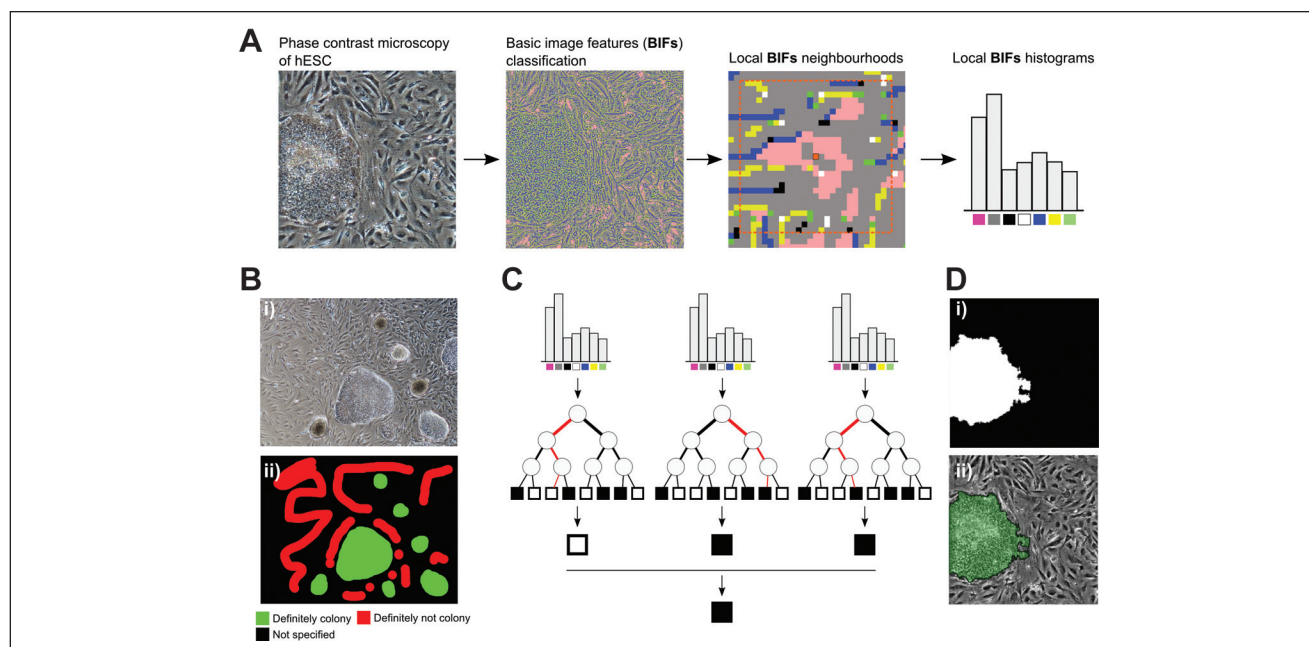 A
Phase contrast microscopy
of hESC
Basic image features (BIFs)
classification
Local BIFs neighbourhoods
Local BIFs histograms
B
i)
ii)
Definitely colony
Definitely not colony
Not specified
C
D
i)
ii)